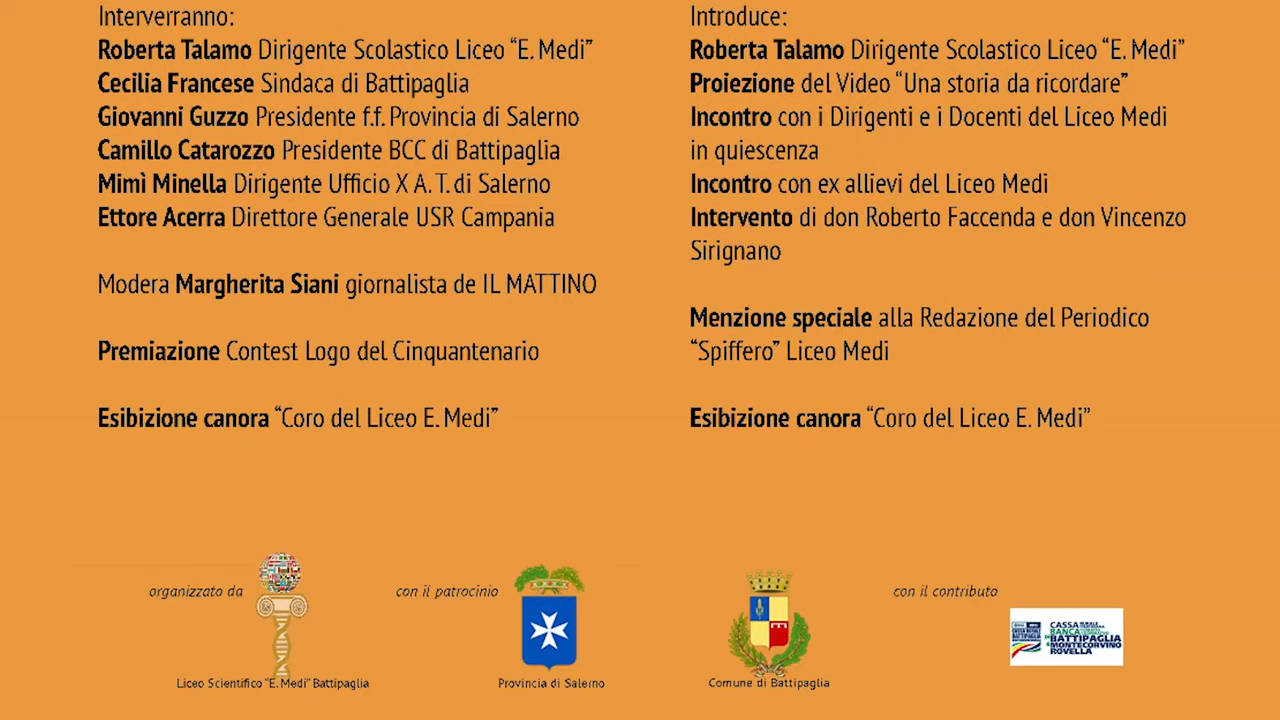 Interverranno:
Roberta Talamo Dirigente Scolastico Liceo “E. Medi”
Cecilia Francese Sindaca di Battipaglia
Giovanni Guzzo Presidente f.f. Provincia di Salerno
Camillo Catarozzo Presidente BCC di Battipaglia
Mimì Minella Dirigente Ufficio X A. T. di Salerno
Ettore Acerra Direttore Generale USR Campania
Modera Margherita Siani giornalista de IL MATTINO
Premiazione Contest Logo del Cinquantenario
Esibizione canora “Coro del Liceo E. Medi”
Introduce:
Roberta Talamo Dirigente Scolastico Liceo “E. Medi”
Proiezione del Video “Una storia da ricordare”
Incontro con i Dirigenti e i Docenti del Liceo Medi
in quiescenza
Incontro con ex allievi del Liceo Medi
Intervento di don Roberto Faccenda e don Vincenzo
Sirignano
Menzione speciale alla Redazione del Periodico
“Spiffero” Liceo Medi
Esibizione canora “Coro del Liceo E. Medi”
organizzato da
Liceo Scientifico “E. Medi” Battipaglia
con il patrocinio
Provincia di Salerno
Comune di Battipaglia
con il contributo
CASSA RURALE
BATTIPAGLIA
CASSA
BANCA
BATTIPAGLIA
MONTECORVINO
ROVELLA